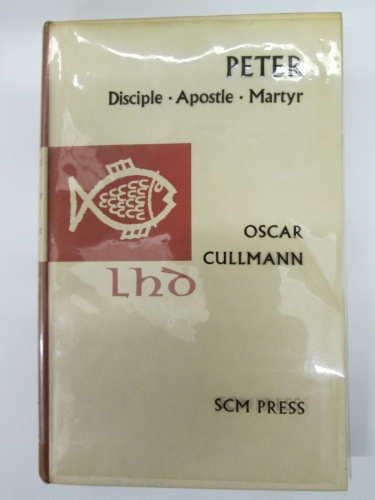 PETER
Disciple · Apostle · Martyr
OSCAR
CULLMANN
lhd
SCM PRESS